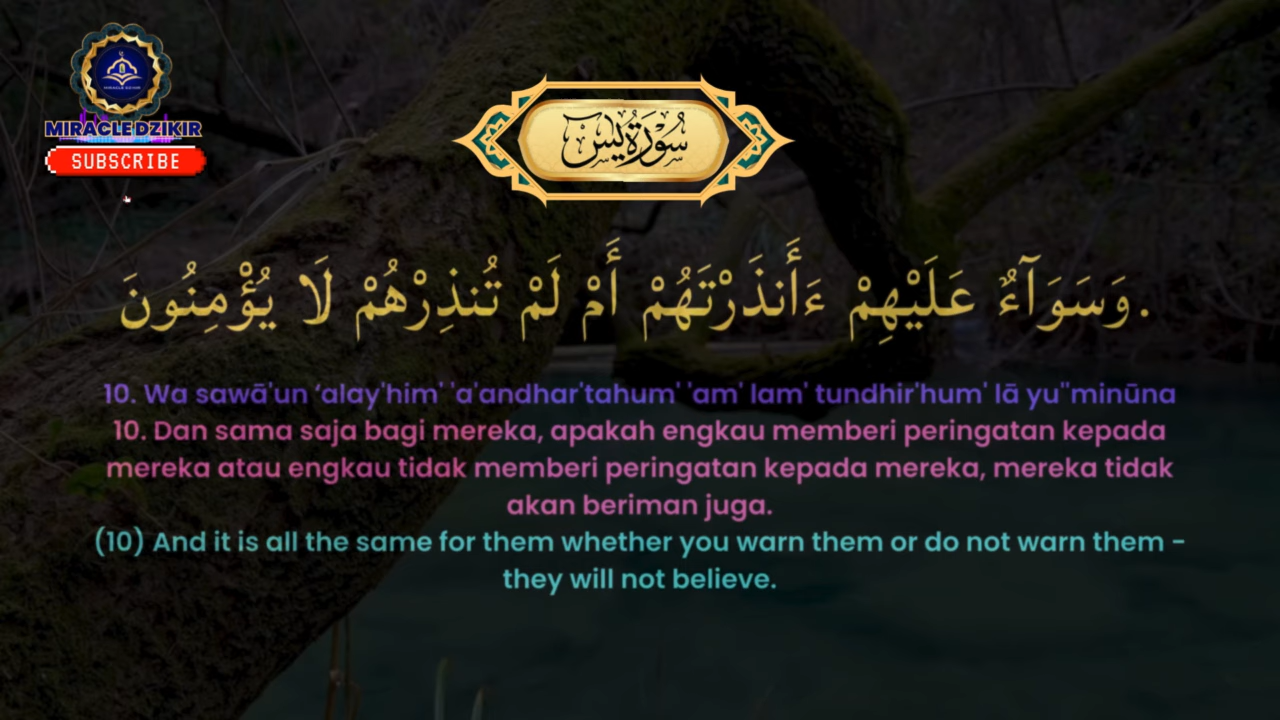 MIRACLE DZIKIR
MIRACLEDZIKIR
SUBSCRIBE
سُورَةُ يس
وَسَوَآءٌ عَلَيْهِمْ ءَأَنذَرْتَهُمْ أَمْ لَمْ تُنذِرْهُمْ لَا يُؤْمِنُونَ.
10. Wa sawā'un ‘alay'him' 'a'andhar'tahum' 'am' lam' tundhir'hum' lā yu''minūna
10. Dan sama saja bagi mereka, apakah engkau memberi peringatan kepada
mereka atau engkau tidak memberi peringatan kepada mereka, mereka tidak
akan beriman juga.
(10) And it is all the same for them whether you warn them or do not warn them -
they will not believe.